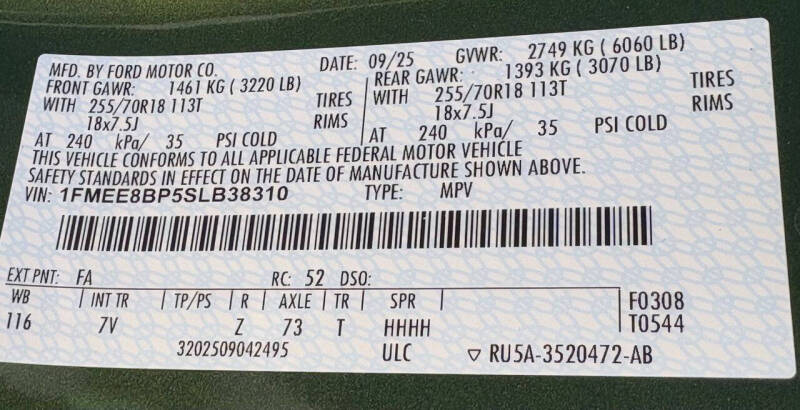 MFD. BY FORD MOTOR CO. DATE: 09/25 GVWR: 2749 KG ( 6060 LB)
FRONT GAWR: 1461 KG ( 3220 LB) REAR GAWR: 1393 KG ( 3070 LB)
WITH 255/70R18 113T TIRES WITH 255/70R18 113T TIRES
18x7.5J RIMS 18x7.5J RIMS
AT 240 kPa/ 35 PSI COLD AT 240 kPa/ 35 PSI COLD
THIS VEHICLE CONFORMS TO ALL APPLICABLE FEDERAL MOTOR VEHICLE
SAFETY STANDARDS IN EFFECT ON THE DATE OF MANUFACTURE SHOWN ABOVE.
VIN: 1FMEE8BP5SLB38310 TYPE: MPV
EXT PNT: FA RC: 52 DSO:
WB INT TR TP/PS R AXLE TR SPR F0308
116 7V Z 73 T HHHH T0544
3202509042495 ULC ▽ RU5A-3520472-AB